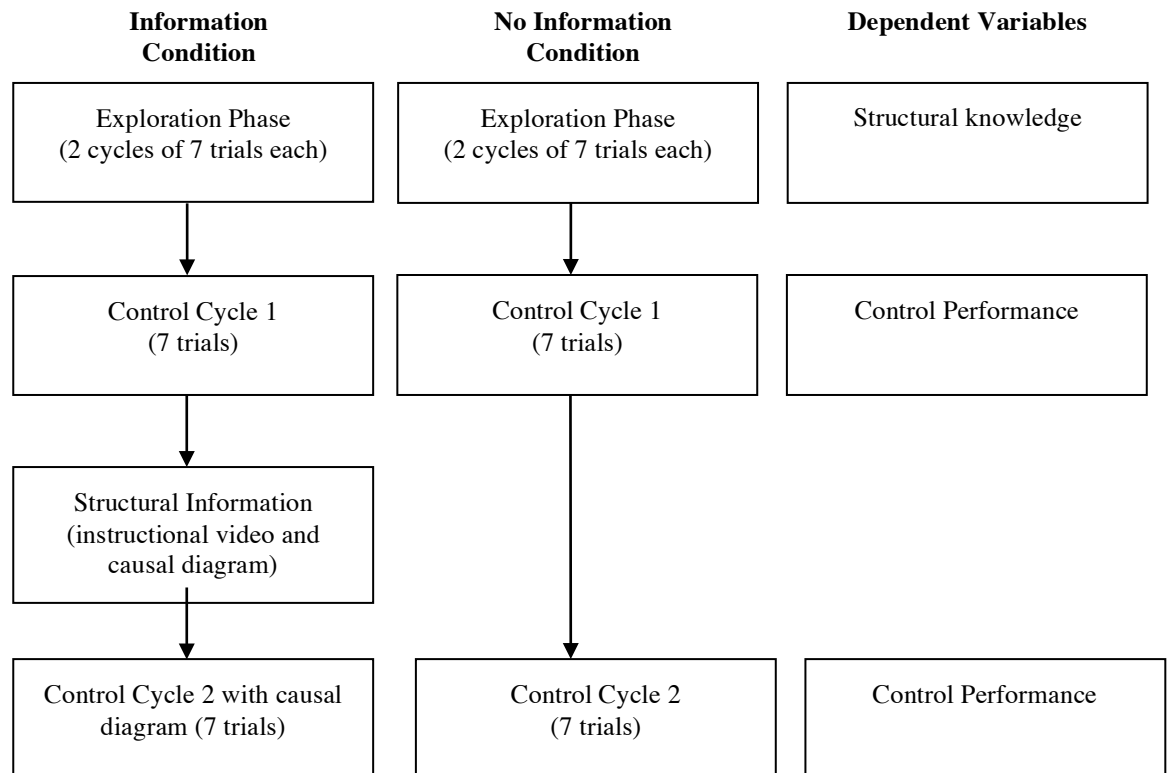 Information
Condition
No Information
Condition
Dependent Variables
Exploration Phase
(2 cycles of 7 trials each)
Exploration Phase
(2 cycles of 7 trials each)
Structural knowledge
Control Cycle 1
(7 trials)
Control Cycle 1
(7 trials)
Control Performance
Structural Information
(instructional video and
causal diagram)
Control Cycle 2 with causal
diagram (7 trials)
Control Cycle 2
(7 trials)
Control Performance